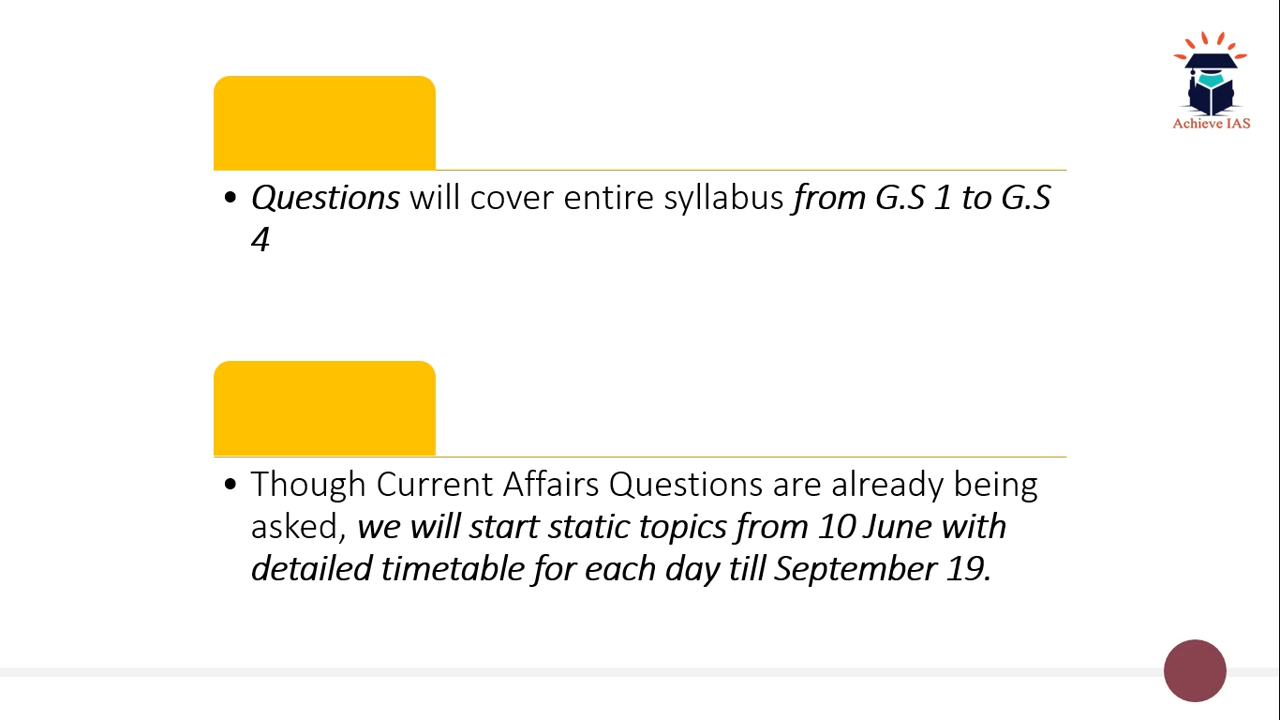 Achieve IAS
• Questions will cover entire syllabus from G.S 1 to G.S
4
• Though Current Affairs Questions are already being
asked, we will start static topics from 10 June with
detailed timetable for each day till September 19.